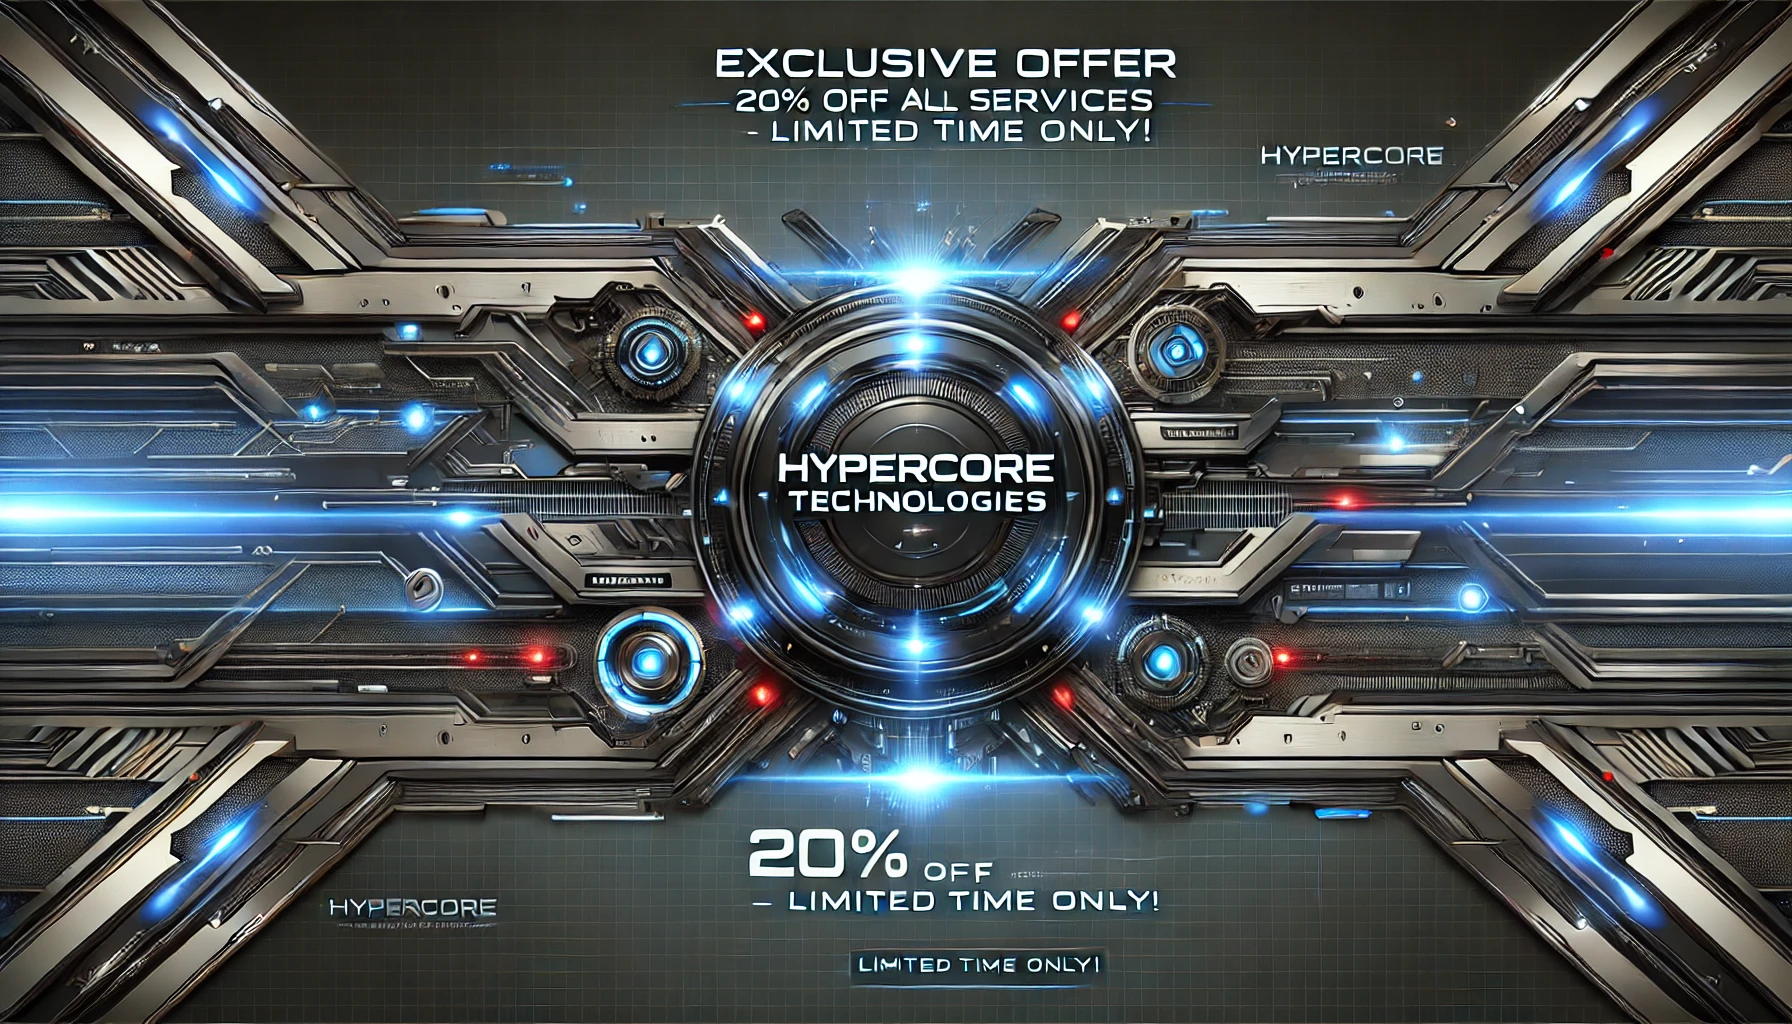 EXCLUSIVE OFFER
20% OFF ALL SERVICES
- LIMITED TIME ONLY!
HYPERCORE
HYPERCORE
TECHNOLOGIES
20% OFF
- LIMITED TIME ONLY!
HYPERCORE
LIMITED TIME ONLY!